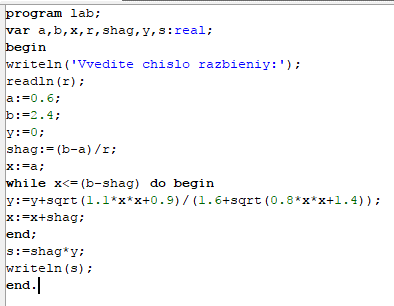 program lab;
var a,b,x,r,shag,y,s:real;
begin
writeln('Vvedite chislo razbieniy:');
readln(r);
a:=0.6;
b:=2.4;
y:=0;
shag:=(b-a)/r;
x:=a;
while x<=(b-shag) do begin
y:=y+sqrt(1.1*x*x+0.9)/(1.6+sqrt(0.8*x*x+1.4));
x:=x+shag;
end;
s:=shag*y;
writeln(s);
end.